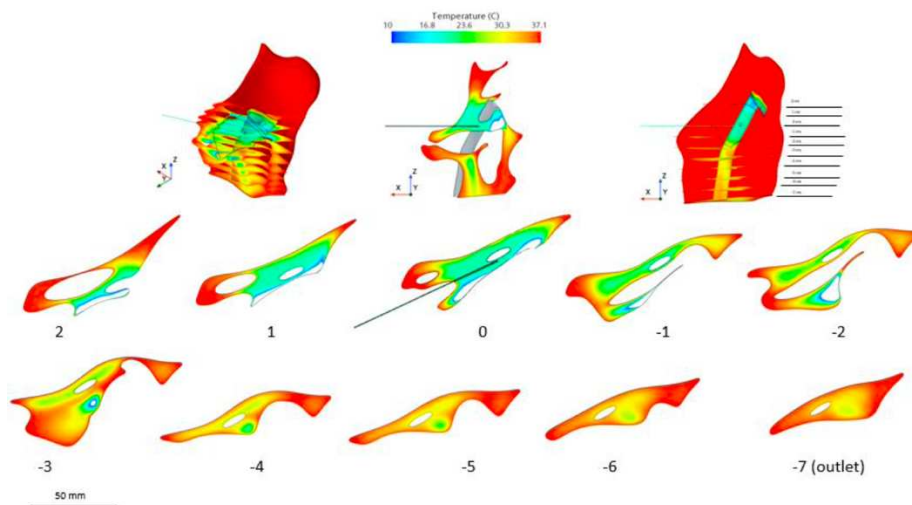 Temperature (C)
10 16.8 23.6 30.3 37.1
Z
X
Y
Z
X
Y
Z
X
Y
2
1
0
-1
-2
-3
-4
-5
-6
-7 (outlet)
50 mm